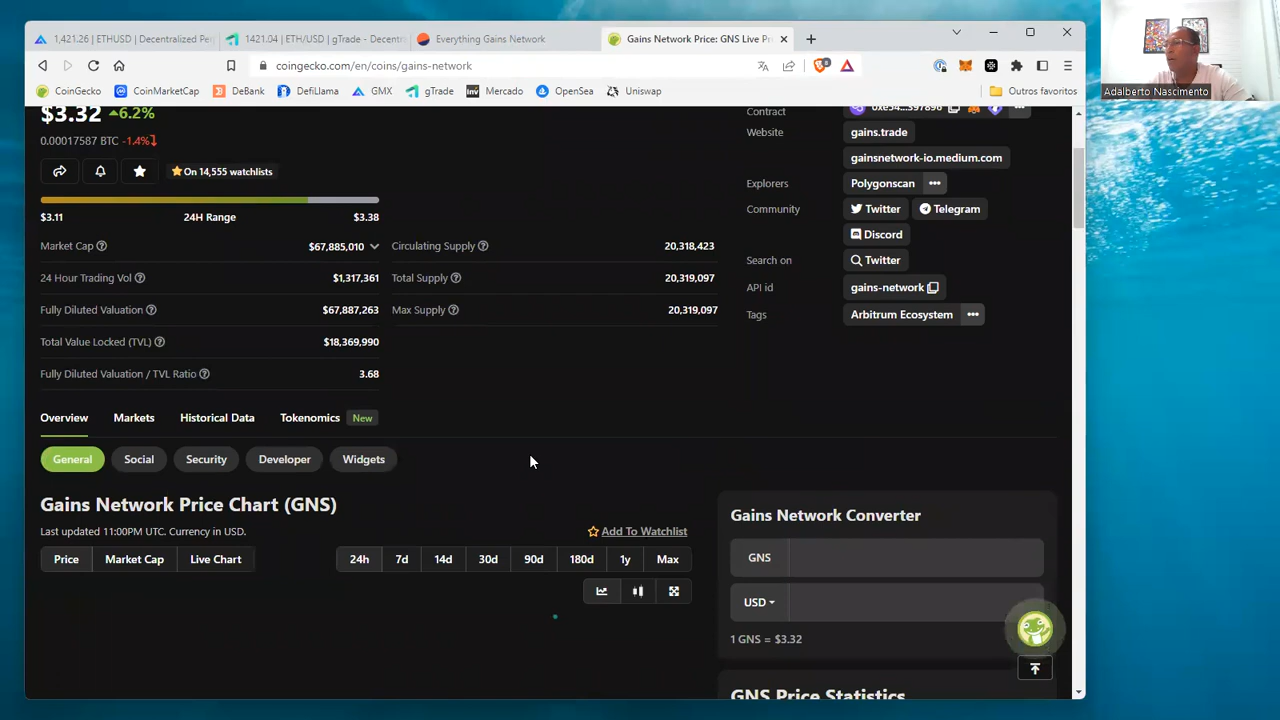 1,421.26 | ETHUSD | Decentralized Per
1421.04 | ETH/USD | gTrade - Decentr
Everything Gains Network
Gains Network Price: GNS Live Pr
coingecko.com/en/coins/gains-network
CoinGecko
CoinMarketCap
DeBank
DefiLlama
GMX
gTrade
Mercado
OpenSea
Uniswap
Outros favoritos
Adalberto Nascimento
$3.32 6.2%
0.00017587 BTC -1.4%
On 14,555 watchlists
$3.11 24H Range $3.38
Market Cap $67,885,010
24 Hour Trading Vol $1,317,361
Fully Diluted Valuation $67,887,263
Total Value Locked (TVL) $18,369,990
Fully Diluted Valuation / TVL Ratio 3.68
Circulating Supply 20,318,423
Total Supply 20,319,097
Max Supply 20,319,097
Contract 0xe54...397896
Website gains.trade
gainsnetwork-io.medium.com
Explorers Polygonscan
Community Twitter Telegram
Discord
Search on Twitter
API id gains-network
Tags Arbitrum Ecosystem
Overview Markets Historical Data Tokenomics New
General Social Security Developer Widgets
Gains Network Price Chart (GNS)
Last updated 11:00PM UTC. Currency in USD.
Add To Watchlist
Price Market Cap Live Chart
24h 7d 14d 30d 90d 180d 1y Max
Gains Network Converter
GNS
USD
1 GNS = $3.32
GNS Price Statistics